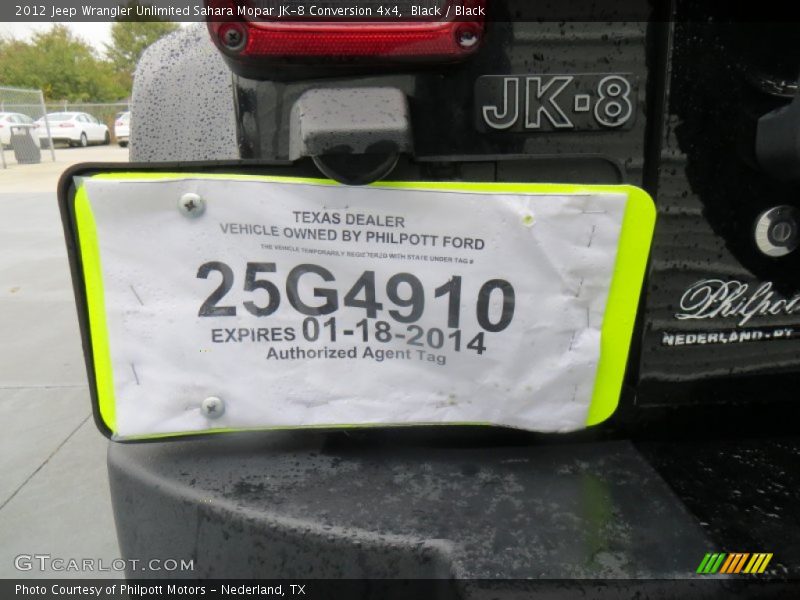 2012 Jeep Wrangler Unlimited Sahara Mopar JK-8 Conversion 4x4, Black / Black
JK-8
TEXAS DEALER
VEHICLE OWNED BY PHILPOTT FORD
THE VEHICLE TEMPORARILY REGISTERED WITH STATE UNDER TAG #
25G4910
EXPIRES 01-18-2014
Authorized Agent Tag
Philpot
NEDERLAND
GTCARLOT.COM
Photo Courtesy of Philpott Motors - Nederland, TX